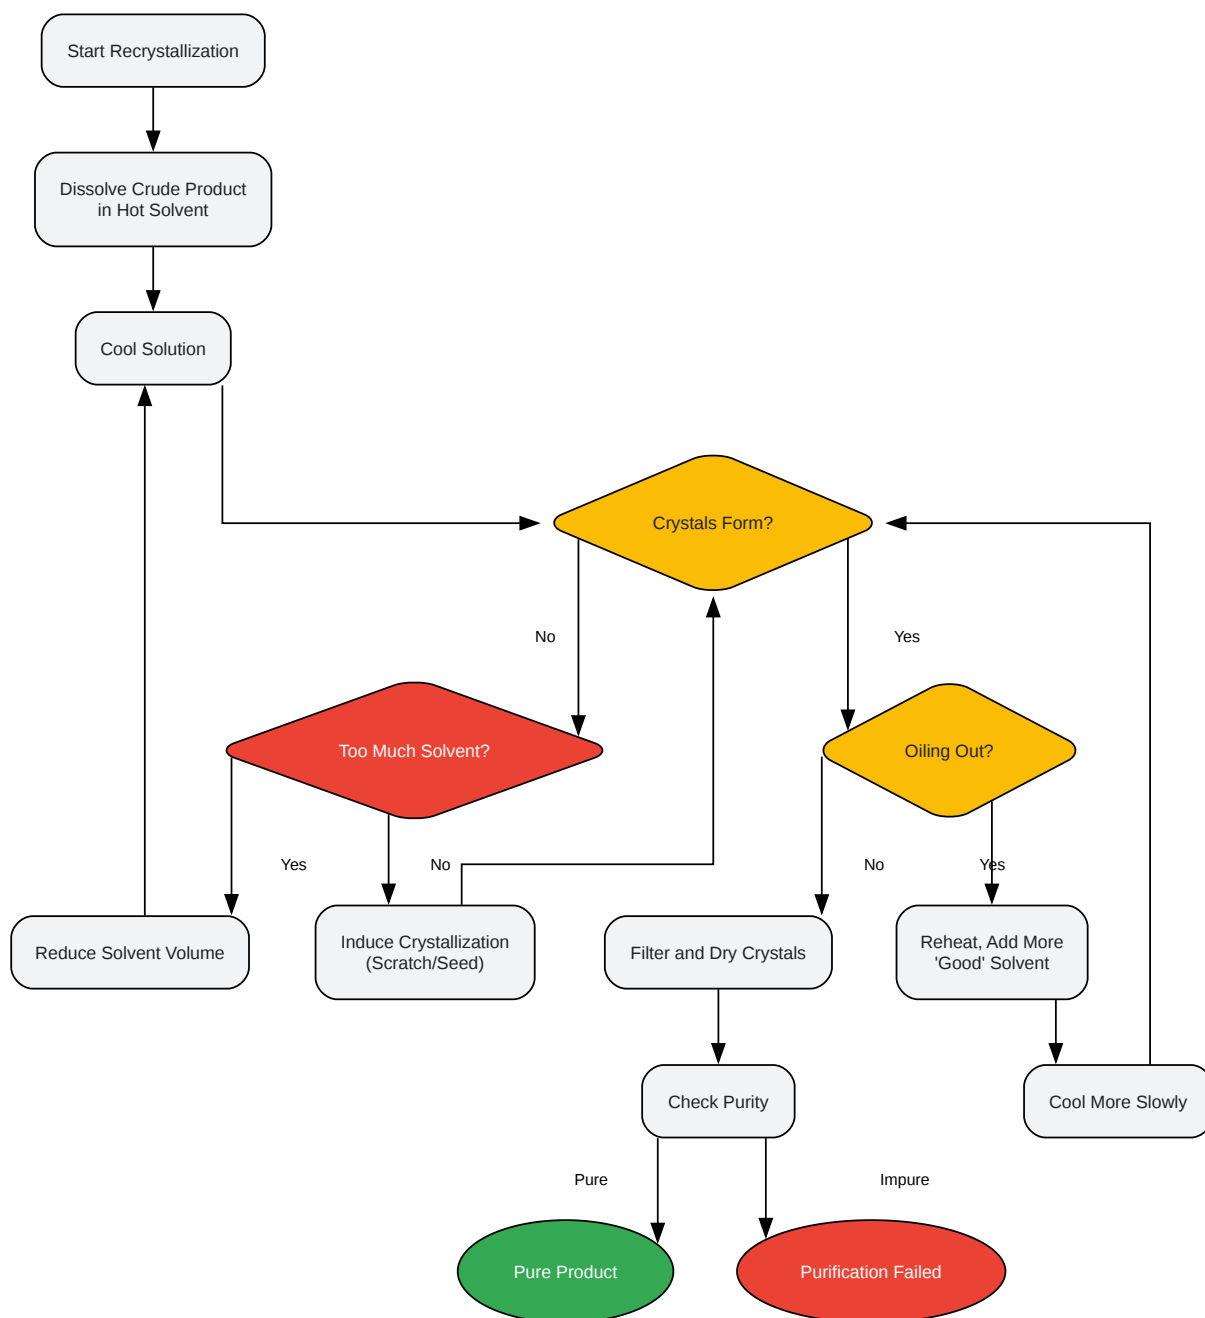 Start Recrystallization
Dissolve Crude Product
in Hot Solvent
Cool Solution
Crystals Form?
No
Yes
Too Much Solvent?
Oiling Out?
Yes
No
No
Yes
Reduce Solvent Volume
Induce Crystallization
(Scratch/Seed)
Filter and Dry Crystals
Reheat, Add More
'Good' Solvent
Check Purity
Cool More Slowly
Pure
Impure
Pure Product
Purification Failed